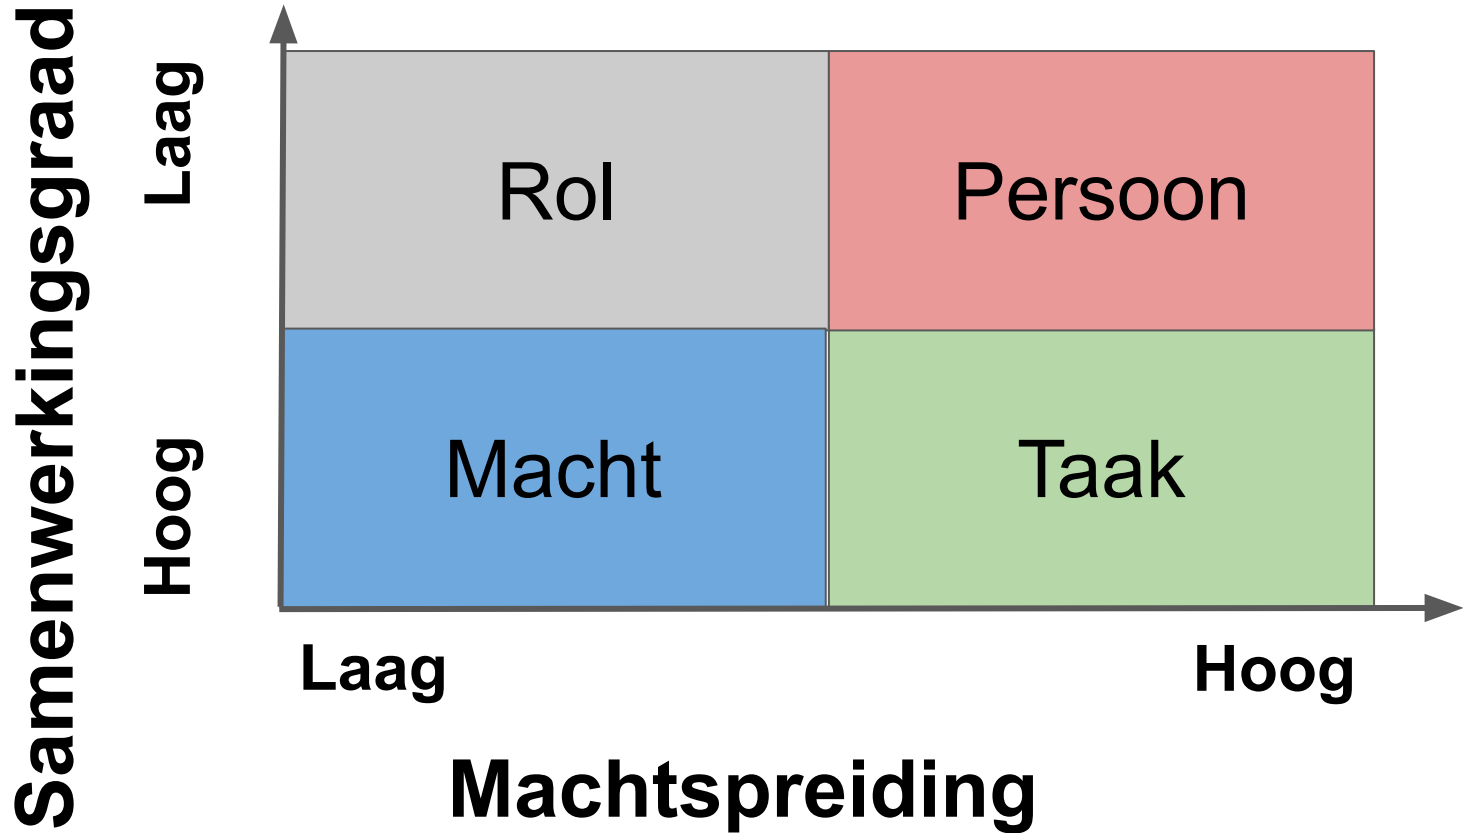 Samenwerkingsgraad
Laag
Hoog
Rol
Persoon
Macht
Taak
Laag
Hoog
Machtspreiding